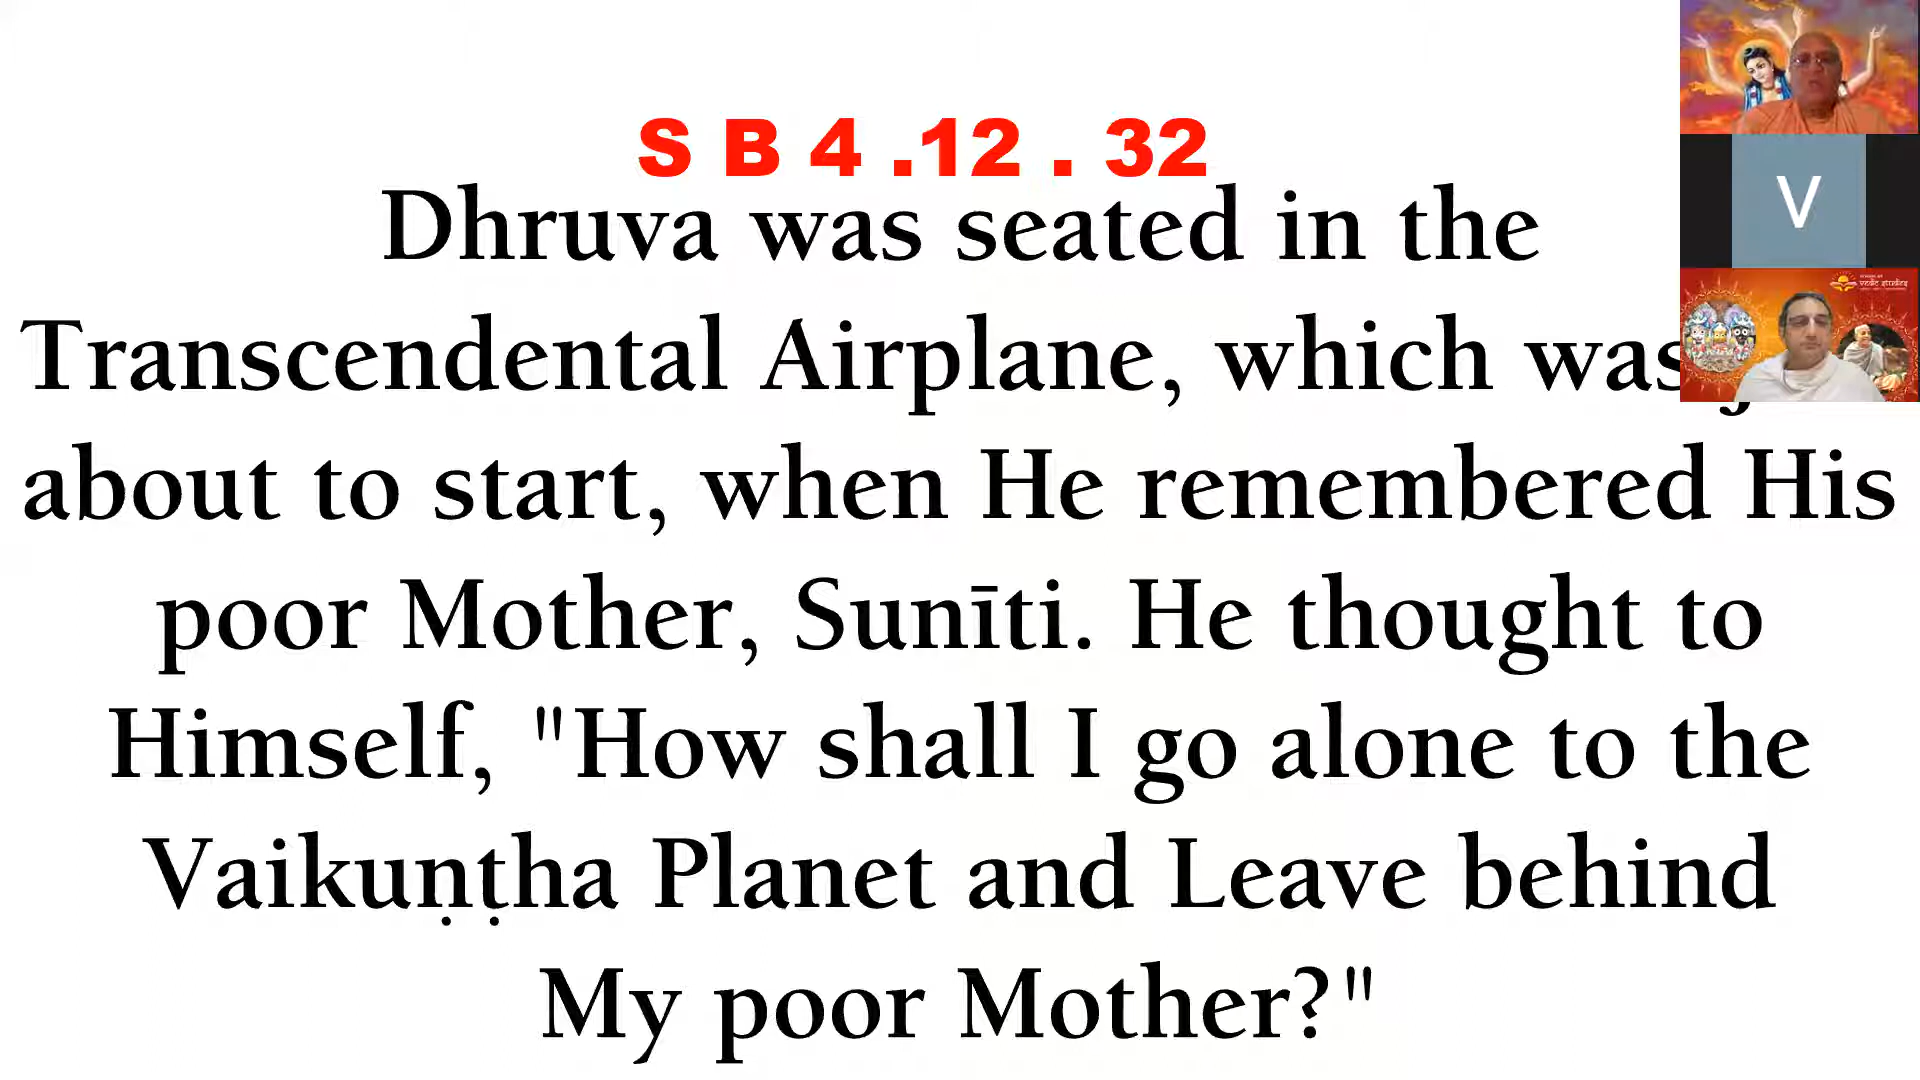 S B 4 .12 . 32
Dhruva was seated in the
Transcendental Airplane, which was
about to start, when He remembered His
poor Mother, Sunīti. He thought to
Himself, "How shall I go alone to the
Vaikuṇṭha Planet and Leave behind
My poor Mother?"
V
vedic studies